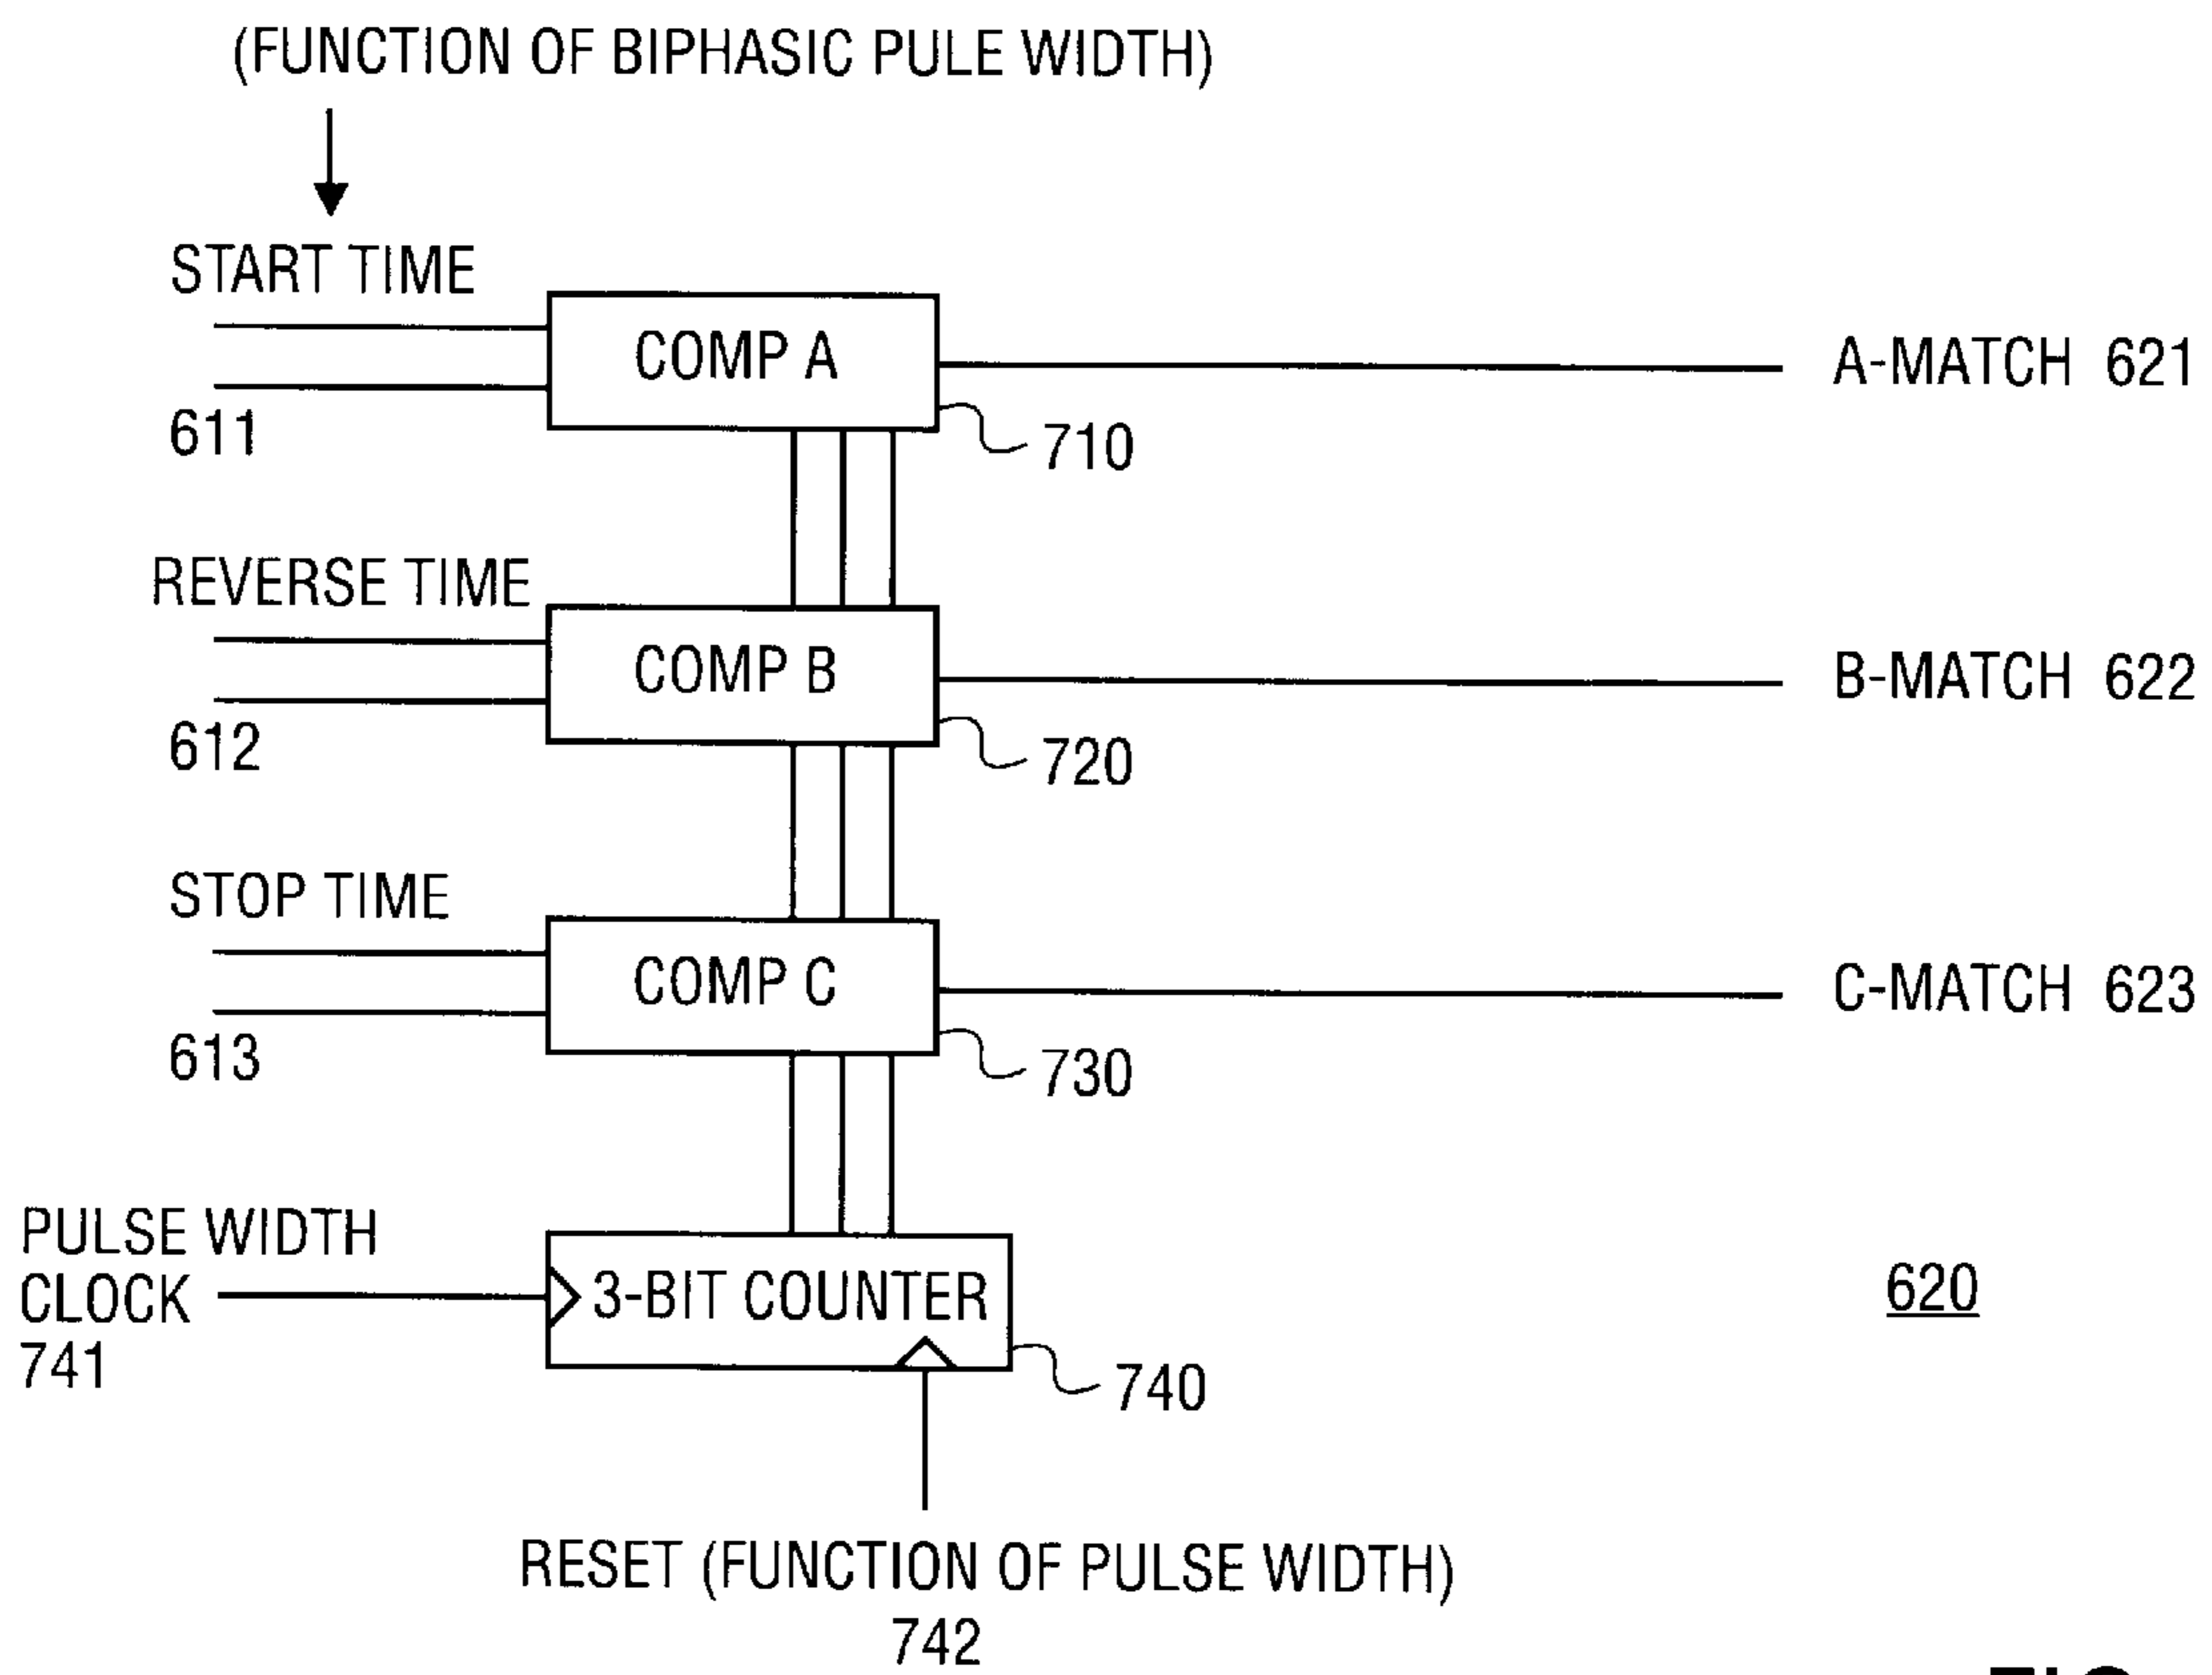 (FUNCTION OF BIPHASIC PULE WIDTH)
START TIME
COMP A
A-MATCH 621
611
710
REVERSE TIME
COMP B
B-MATCH 622
612
720
STOP TIME
COMP C
C-MATCH 623
613
730
PULSE WIDTH
CLOCK
741
3-BIT COUNTER
620
740
RESET (FUNCTION OF PULSE WIDTH)
742